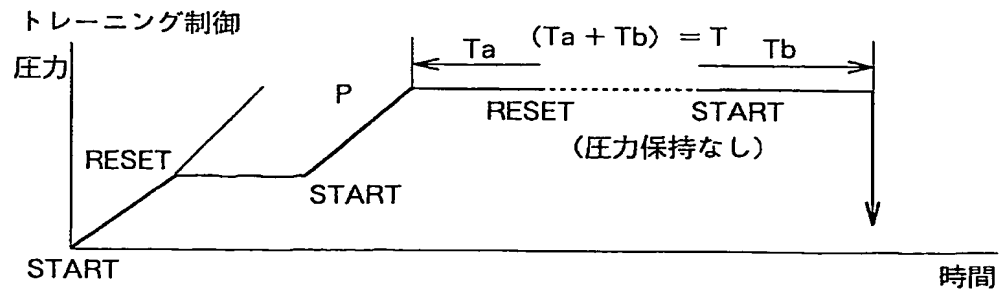 トレーニング制御
圧力
Ta (Ta + Tb) = T Tb
P
RESET
START
RESET
START
(圧力保持なし)
START
時間